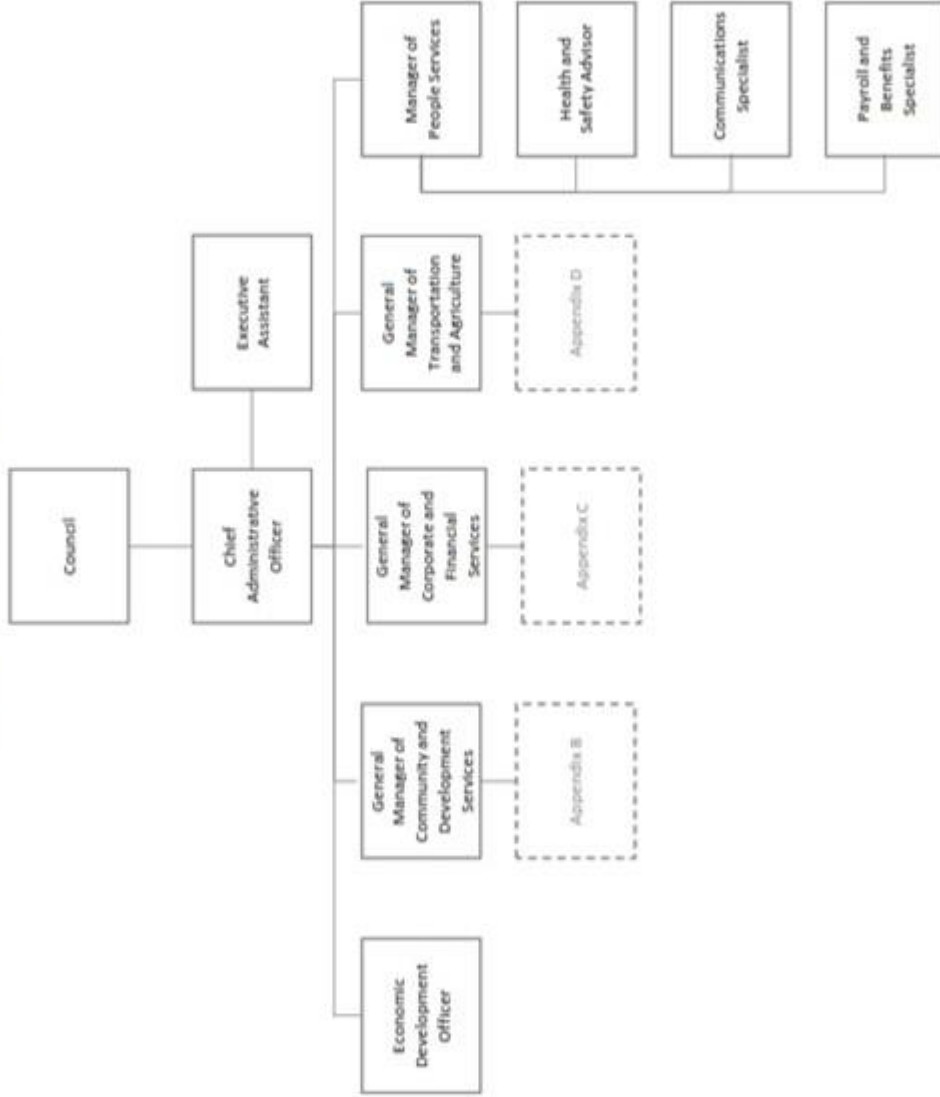 Council
Chief
Administrative
Officer
Executive
Assistant
Economic
Development
Officer
General
Manager of
Community and
Development
Services
General
Manager of
Corporate and
Financial
Services
General
Manager of
Transportation
and Agriculture
Manager of
People Services
Appendix B
Appendix C
Appendix D
Health and
Safety Advisor
Communications
Specialist
Payroll and
Benefits
Specialist